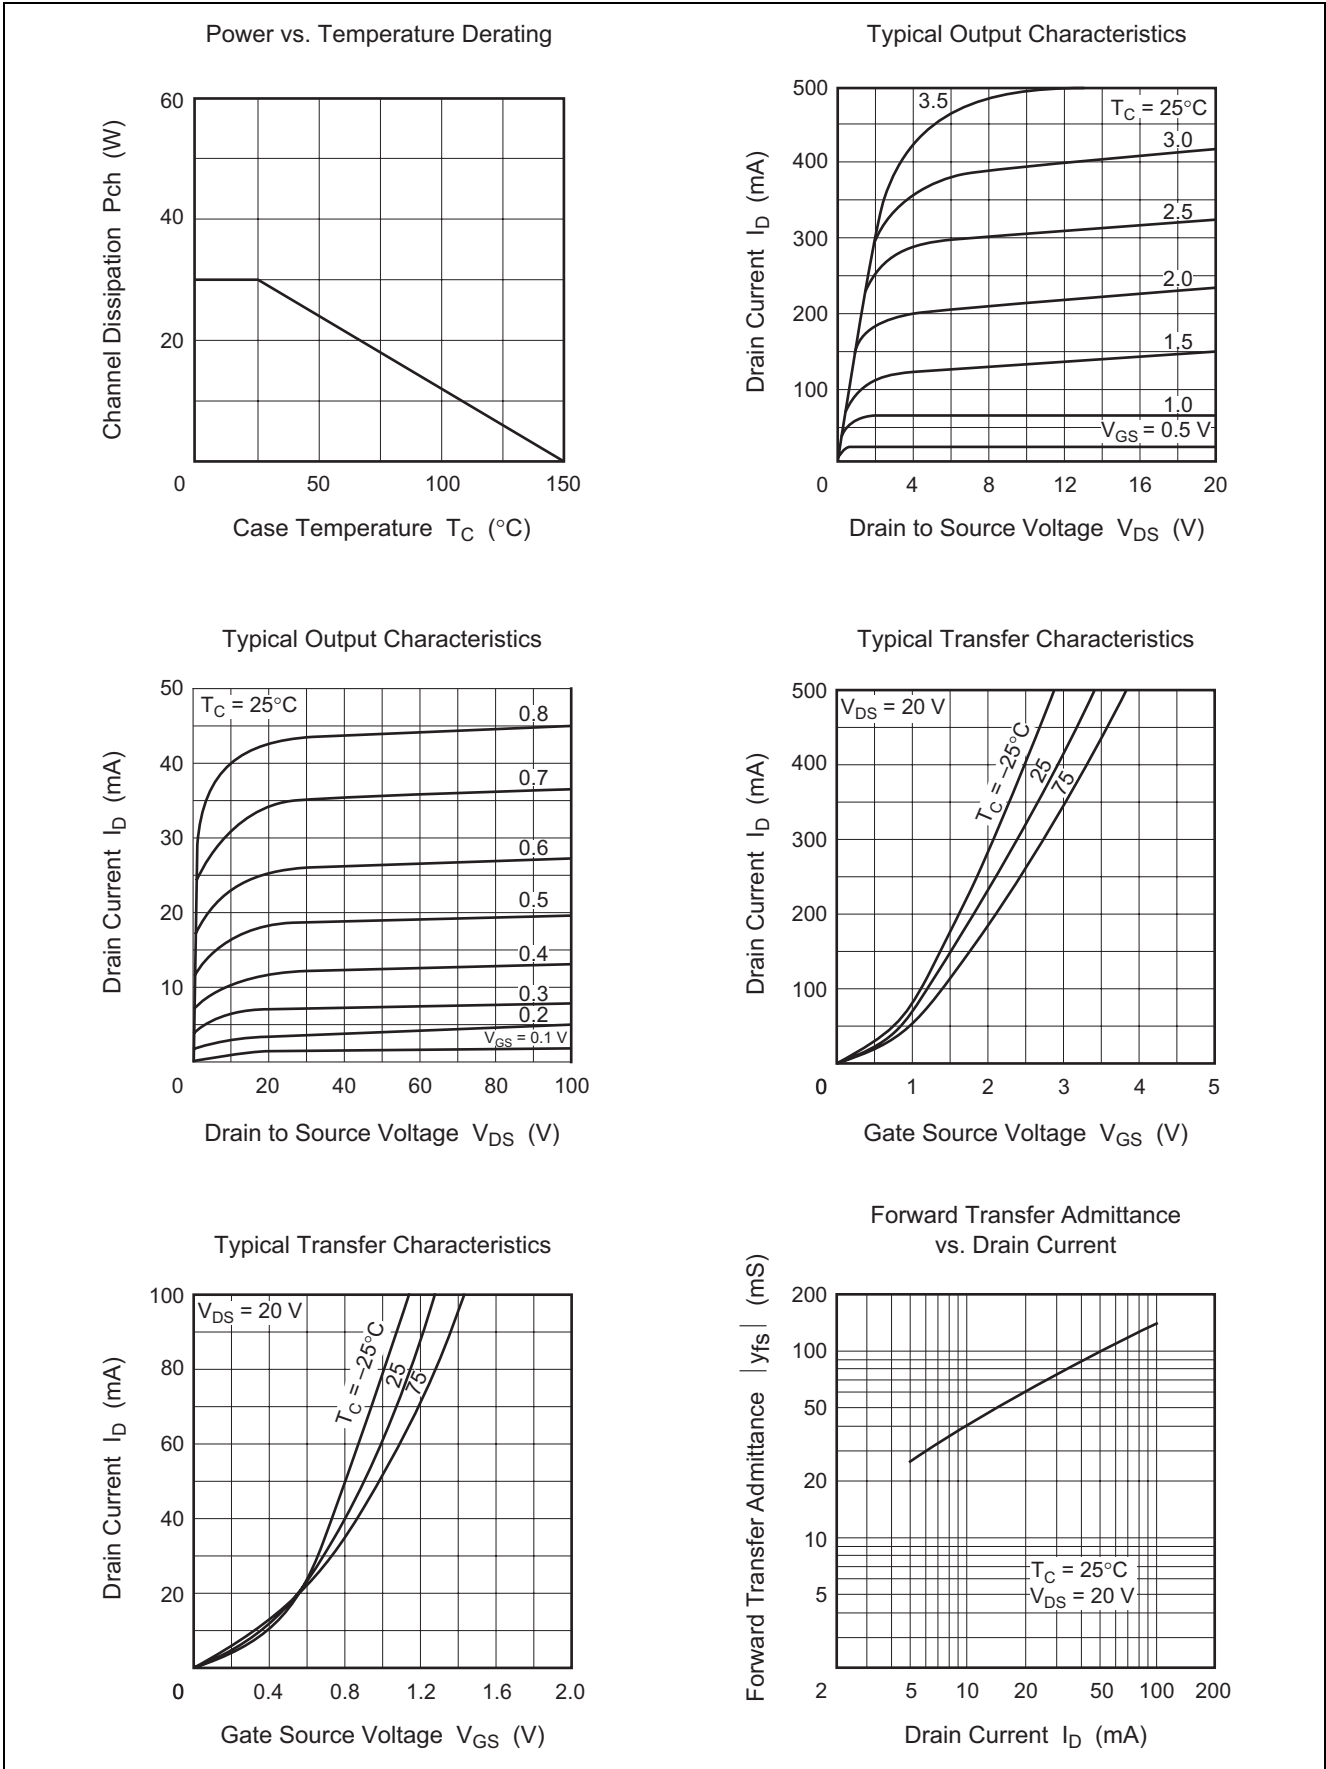 Power vs. Temperature Derating
Channel Dissipation Pch (W)
60
40
20
0
50
100
150
Case Temperature TC (°C)
Typical Output Characteristics
Drain Current ID (mA)
500
400
300
200
100
0
4
8
12
16
20
3.5
TC = 25°C
3.0
2.5
2.0
1.5
1.0
VGS = 0.5 V
Drain to Source Voltage VDS (V)
Typical Output Characteristics
Drain Current ID (mA)
50
40
30
20
10
0
20
40
60
80
100
TC = 25°C
0.8
0.7
0.6
0.5
0.4
0.3
0.2
VGS = 0.1 V
Drain to Source Voltage VDS (V)
Typical Transfer Characteristics
Drain Current ID (mA)
500
400
300
200
100
0
1
2
3
4
5
VDS = 20 V
TC = –25°C
25
75
Gate Source Voltage VGS (V)
Typical Transfer Characteristics
Drain Current ID (mA)
100
80
60
40
20
0
0.4
0.8
1.2
1.6
2.0
VDS = 20 V
TC = –25°C
25
75
Gate Source Voltage VGS (V)
Forward Transfer Admittance
vs. Drain Current
Forward Transfer Admittance |yfs| (mS)
200
100
50
20
10
5
2
5
10
20
50
100
200
TC = 25°C
VDS = 20 V
Drain Current ID (mA)